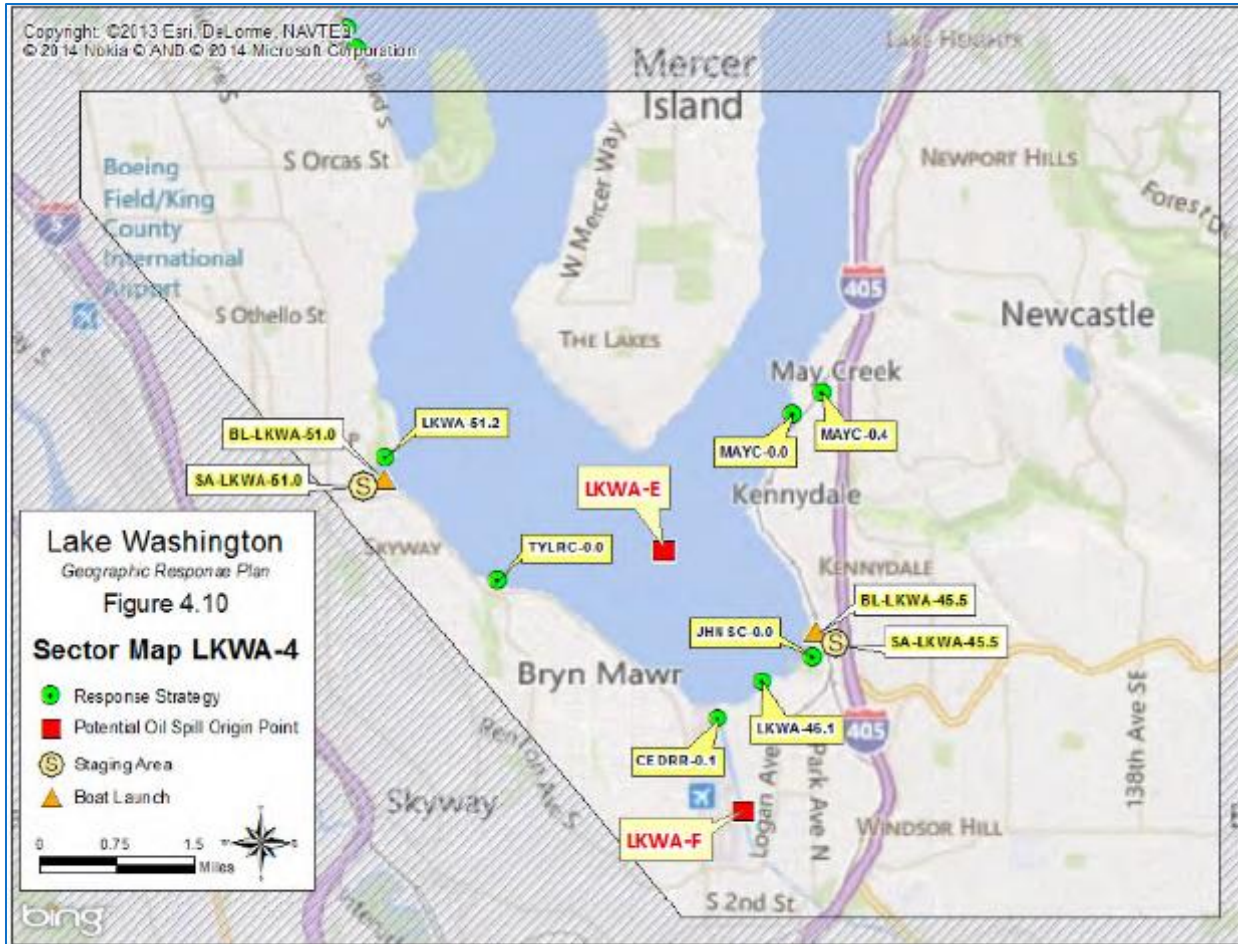 Copyright: ©2013 Esri, DeLorme, NAVTEQ
© 2014 Nokia © AND © 2014 Microsoft Corporation
LAKE HEIGHTS
Mercer
Island
Blvd S
S Orcas St
NEWPORT HILLS
Boeing
Field/King
County
International
Airport
W Mercer Way
Forest Dr
405
S Othello St
Newcastle
THE LAKES
May Creek
BL-LKWA-51.0
LKWA-51.2
MAYC-0.0
MAYC-0.4
SA-LKWA-51.0
S
LKWA-E
Kennydale
Lake Washington
Geographic Response Plan
Figure 4.10
Sector Map LKWA-4
Response Strategy
Potential Oil Spill Origin Point
S Staging Area
Boat Launch
0 0.75 1.5
Miles
SKYWAY
TYLRC-0.0
KENNYDALE
BL-LKWA-45.5
JHNSC-0.0
S
SA-LKWA-45.5
Bryn Mawr
LKWA-46.1
405
CEDRR-0.1
Renton Ave S
Logan Ave
Park Ave N
138th Ave SE
Skyway
LKWA-F
WINDSOR HILL
S 2nd St
bing